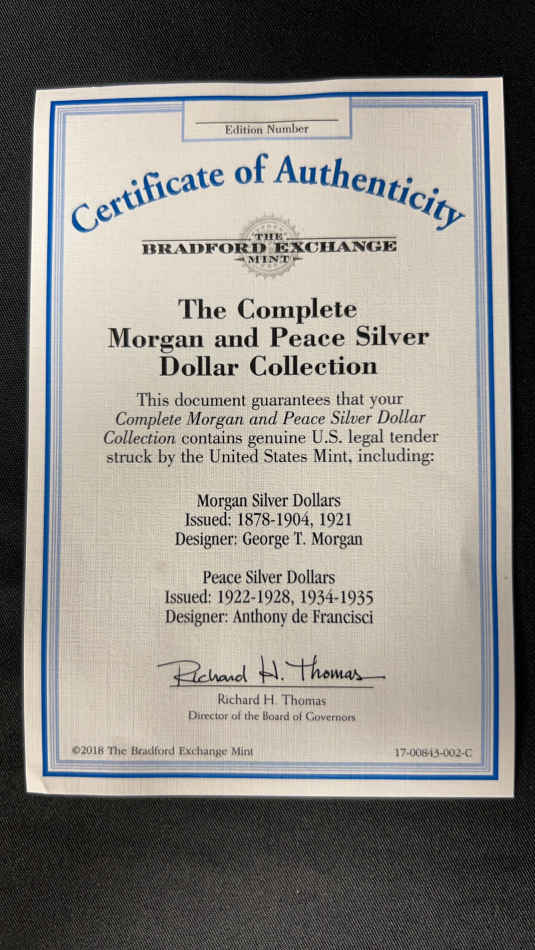 Edition Number
Certificate of Authenticity
THE
BRADFORD EXCHANGE
MINT
The Complete
Morgan and Peace Silver
Dollar Collection
This document guarantees that your
Complete Morgan and Peace Silver Dollar
Collection contains genuine U.S. legal tender
struck by the United States Mint, including:
Morgan Silver Dollars
Issued: 1878-1904, 1921
Designer: George T. Morgan
Peace Silver Dollars
Issued: 1922-1928, 1934-1935
Designer: Anthony de Francisci
Richard H. Thomas
Richard H. Thomas
Director of the Board of Governors
©2018 The Bradford Exchange Mint 17-00843-002-C